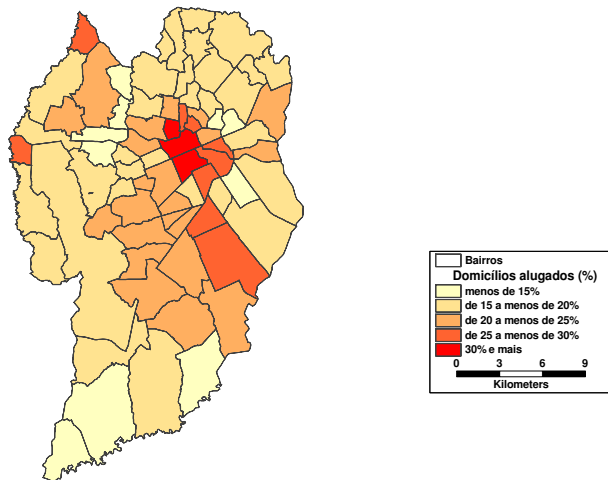 Bairros
Domicílios alugados (%)
menos de 15%
de 15 a menos de 20%
de 20 a menos de 25%
de 25 a menos de 30%
30% e mais
0 3 6 9
Kilometers